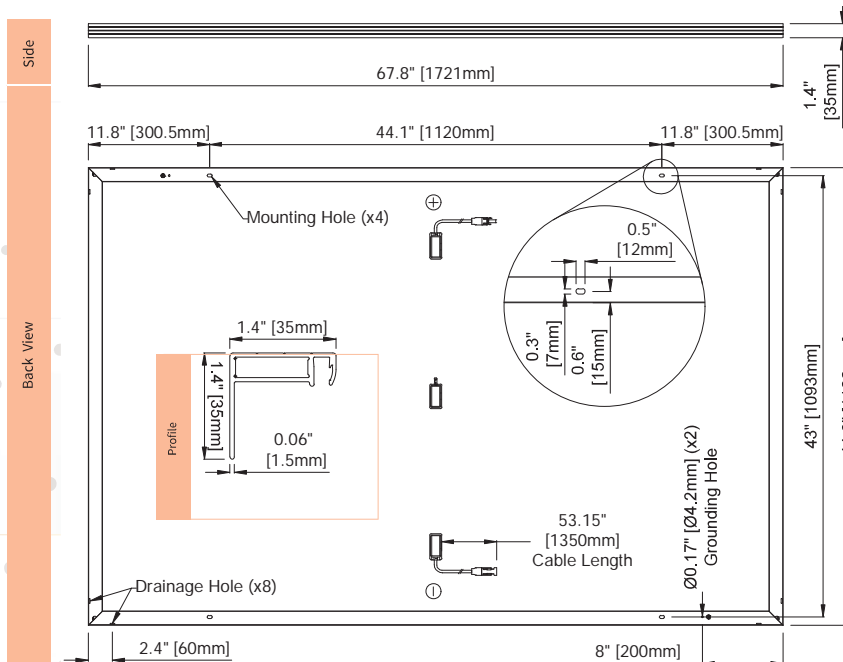 Side
67.8" [1721mm]
1.4"
[35mm]
11.8" [300.5mm]
44.1" [1120mm]
11.8" [300.5mm]
Back View
Mounting Hole (x4)
+
0.5"
[12mm]
0.3"
[7mm]
0.6"
[15mm]
1.4" [35mm]
1.4" [35mm]
Profile
0.06"
[1.5mm]
43" [1093mm]
Ø0.17" [Ø4.2mm] (x2)
Grounding Hole
53.15"
[1350mm]
Cable Length
−
Drainage Hole (x8)
2.4" [60mm]
8" [200mm]